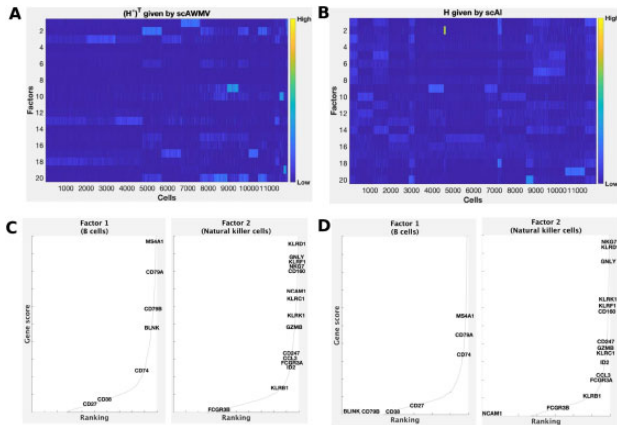 A
(H*)ᵀ given by scAWMV
High
Low
Factors
2
4
6
8
10
12
14
16
18
20
1000 2000 3000 4000 5000 6000 7000 8000 9000 10000 11000
Cells
B
H given by scAI
High
Low
Factors
2
4
6
8
10
12
14
16
18
20
1000 2000 3000 4000 5000 6000 7000 8000 9000 10000 11000
Cells
C
Factor 1
(B cells)
Gene score
MS4A1
CD79A
CD79B
BLNK
CD74
CD38
CD27
Factor 2
(Natural killer cells)
KLRD1
GNLY
KLRF1
NKG7
CD160
NCAM1
KLRC1
KLRK1
GZMB
CD247
CCL3
FCGR3A
ID2
KLRB1
FCGR3B
Ranking
D
Factor 1
(B cells)
Gene score
MS4A1
CD79A
CD74
CD27
BLNK CD79B CD38
Factor 2
(Natural killer cells)
NKG7
KLRD1
GNLY
KLRK1
KLRF1
CD160
CD247
GZMB
KLRC1
ID2
CCL3
FCGR3A
KLRB1
FCGR3B
NCAM1
Ranking